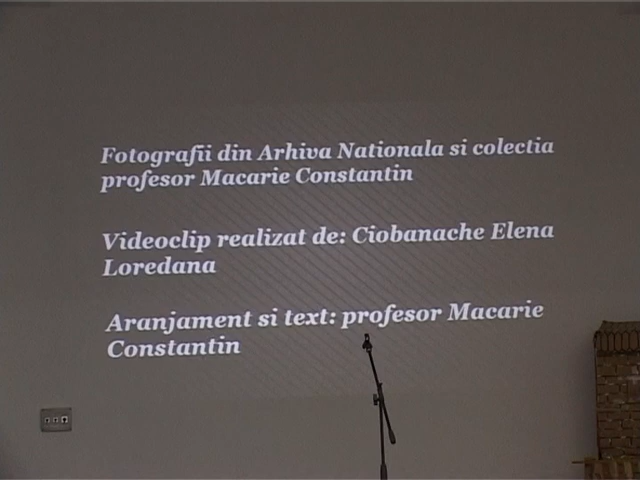 Fotografii din Arhiva Nationala si colectia
profesor Macarie Constantin
Videoclip realizat de: Ciobanache Elena
Loredana
Aranjament si text: profesor Macarie
Constantin